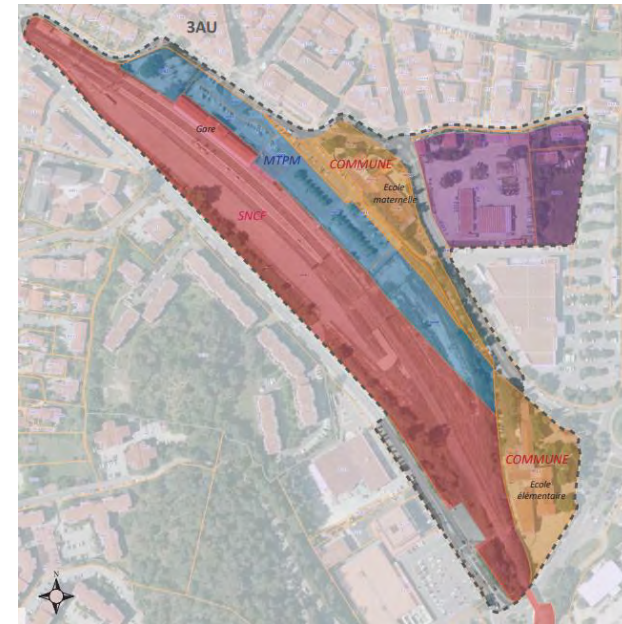 3AU
Gare
MTPM
COMMUNE
Ecole
maternelle
SNCF
COMMUNE
Ecole
élémentaire
N